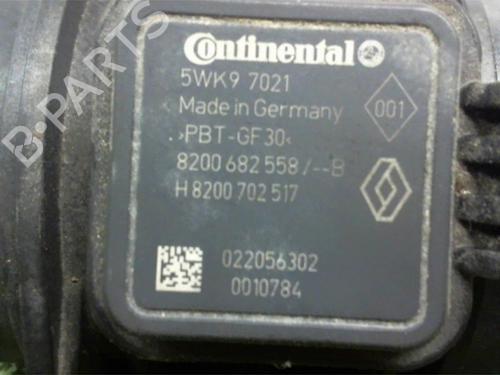 Continental
5WK9 7021
Made in Germany
001
.>PBT-GF30<
8200 682 558/--B
H 8200 702 517
022056302
0010784
B-PARTS